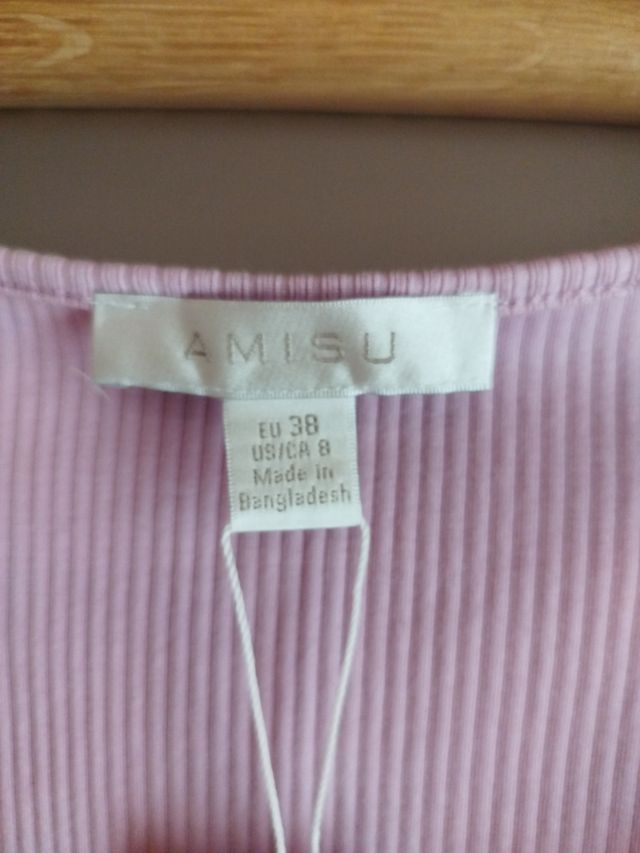 AMISU
EU 38
US/CA 8
Made in
Bangladesh